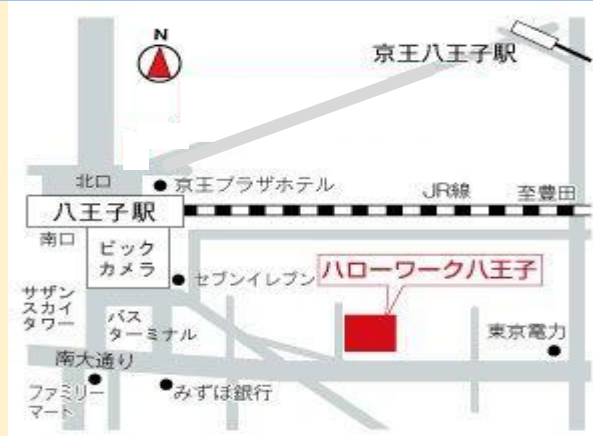 N
京王八王子駅
北口
京王プラザホテル
JR線
至豊田
八王子駅
南口
ビック
カメラ
セブンイレブン
ハローワーク八王子
サザン
スカイ
タワー
バス
ターミナル
東京電力
南大通り
ファミリー
マート
みずほ銀行